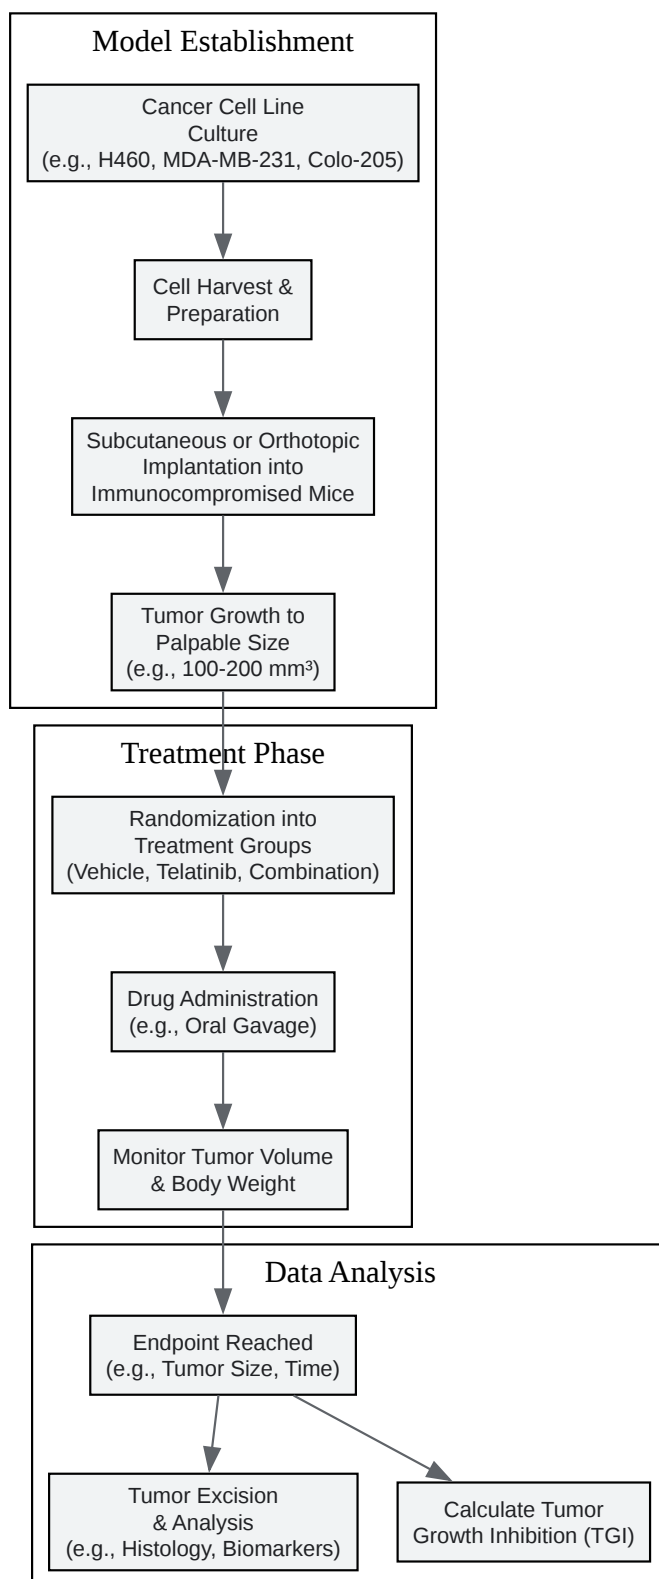 Model Establishment
Cancer Cell Line
Culture
(e.g., H460, MDA-MB-231, Colo-205)
Cell Harvest &
Preparation
Subcutaneous or Orthotopic
Implantation into
Immunocompromised Mice
Tumor Growth to
Palpable Size
(e.g., 100-200 mm³)
Treatment Phase
Randomization into
Treatment Groups
(Vehicle, Telatinib, Combination)
Drug Administration
(e.g., Oral Gavage)
Monitor Tumor Volume
& Body Weight
Data Analysis
Endpoint Reached
(e.g., Tumor Size, Time)
Tumor Excision
& Analysis
(e.g., Histology, Biomarkers)
Calculate Tumor
Growth Inhibition (TGI)